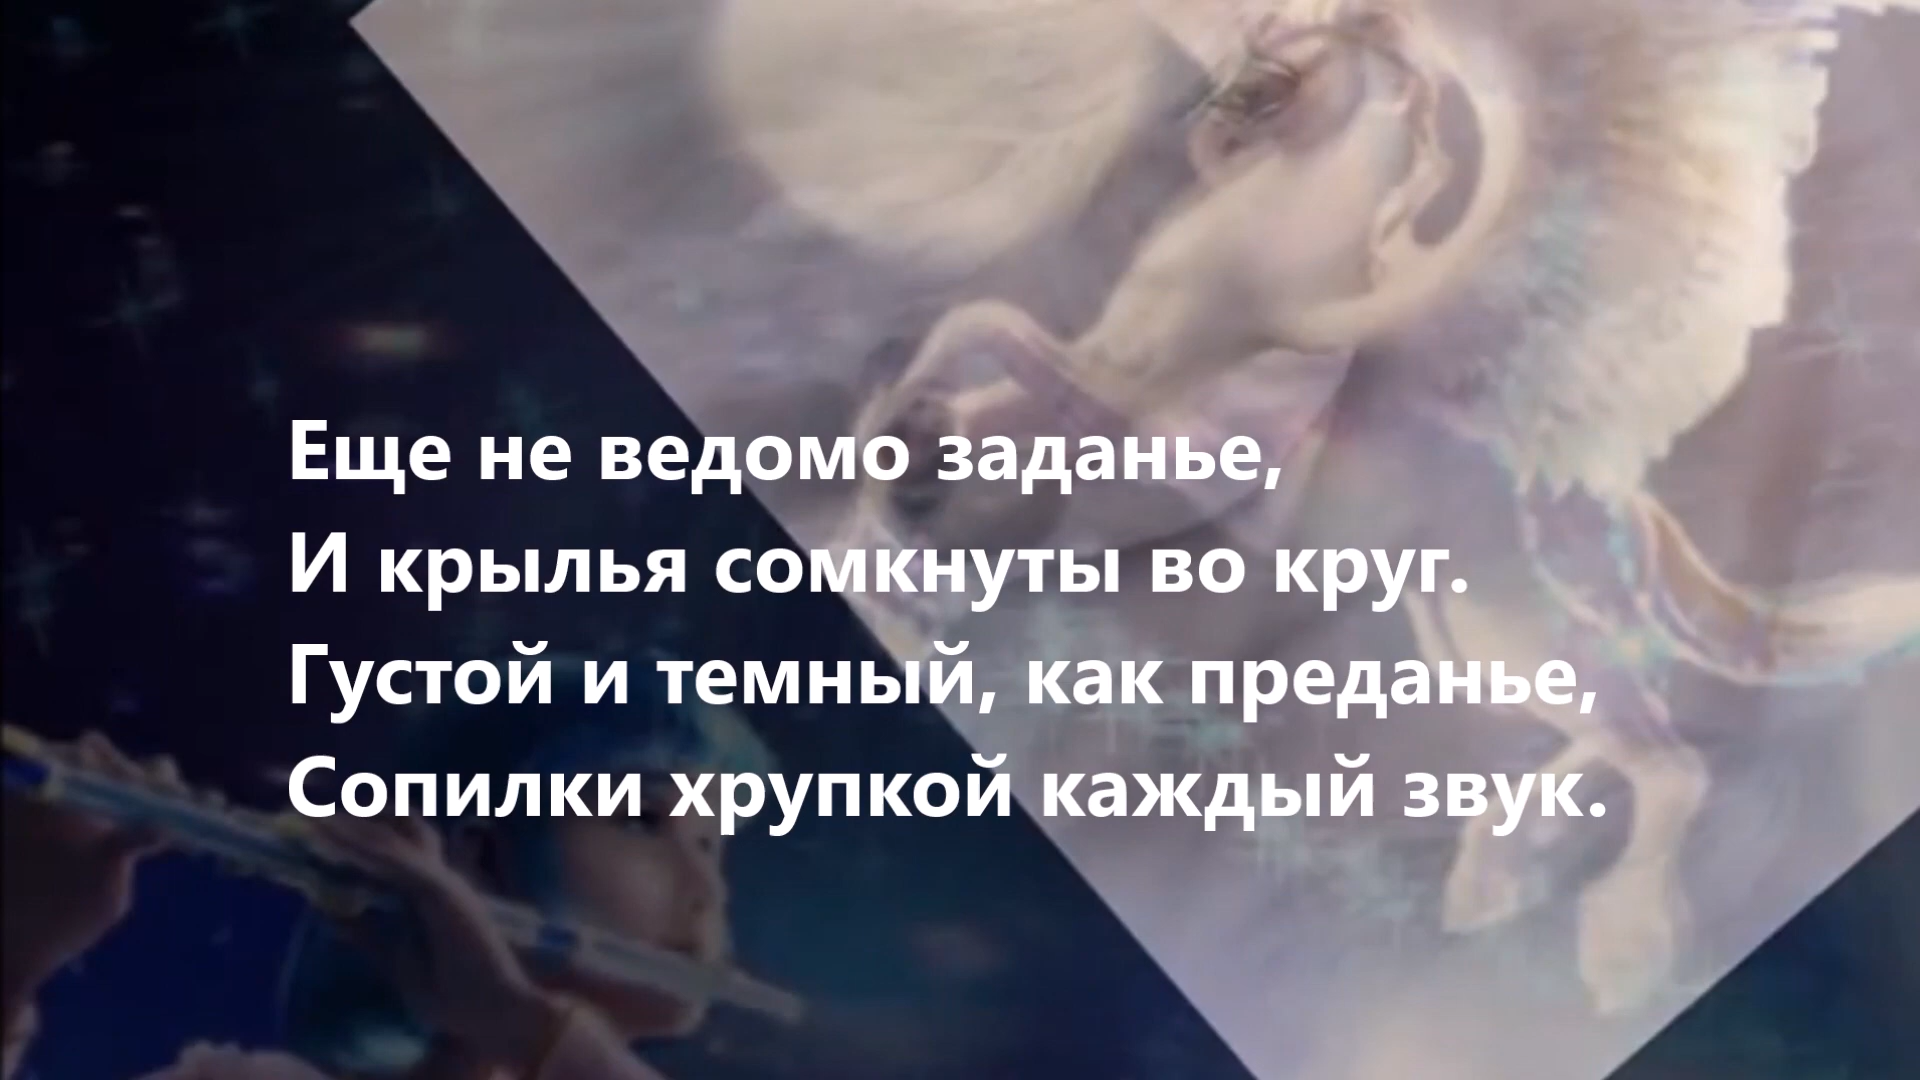 Еще не ведомо заданье,
И крылья сомкнуты во круг.
Густой и темный, как преданье,
Сопилки хрупкой каждый звук.